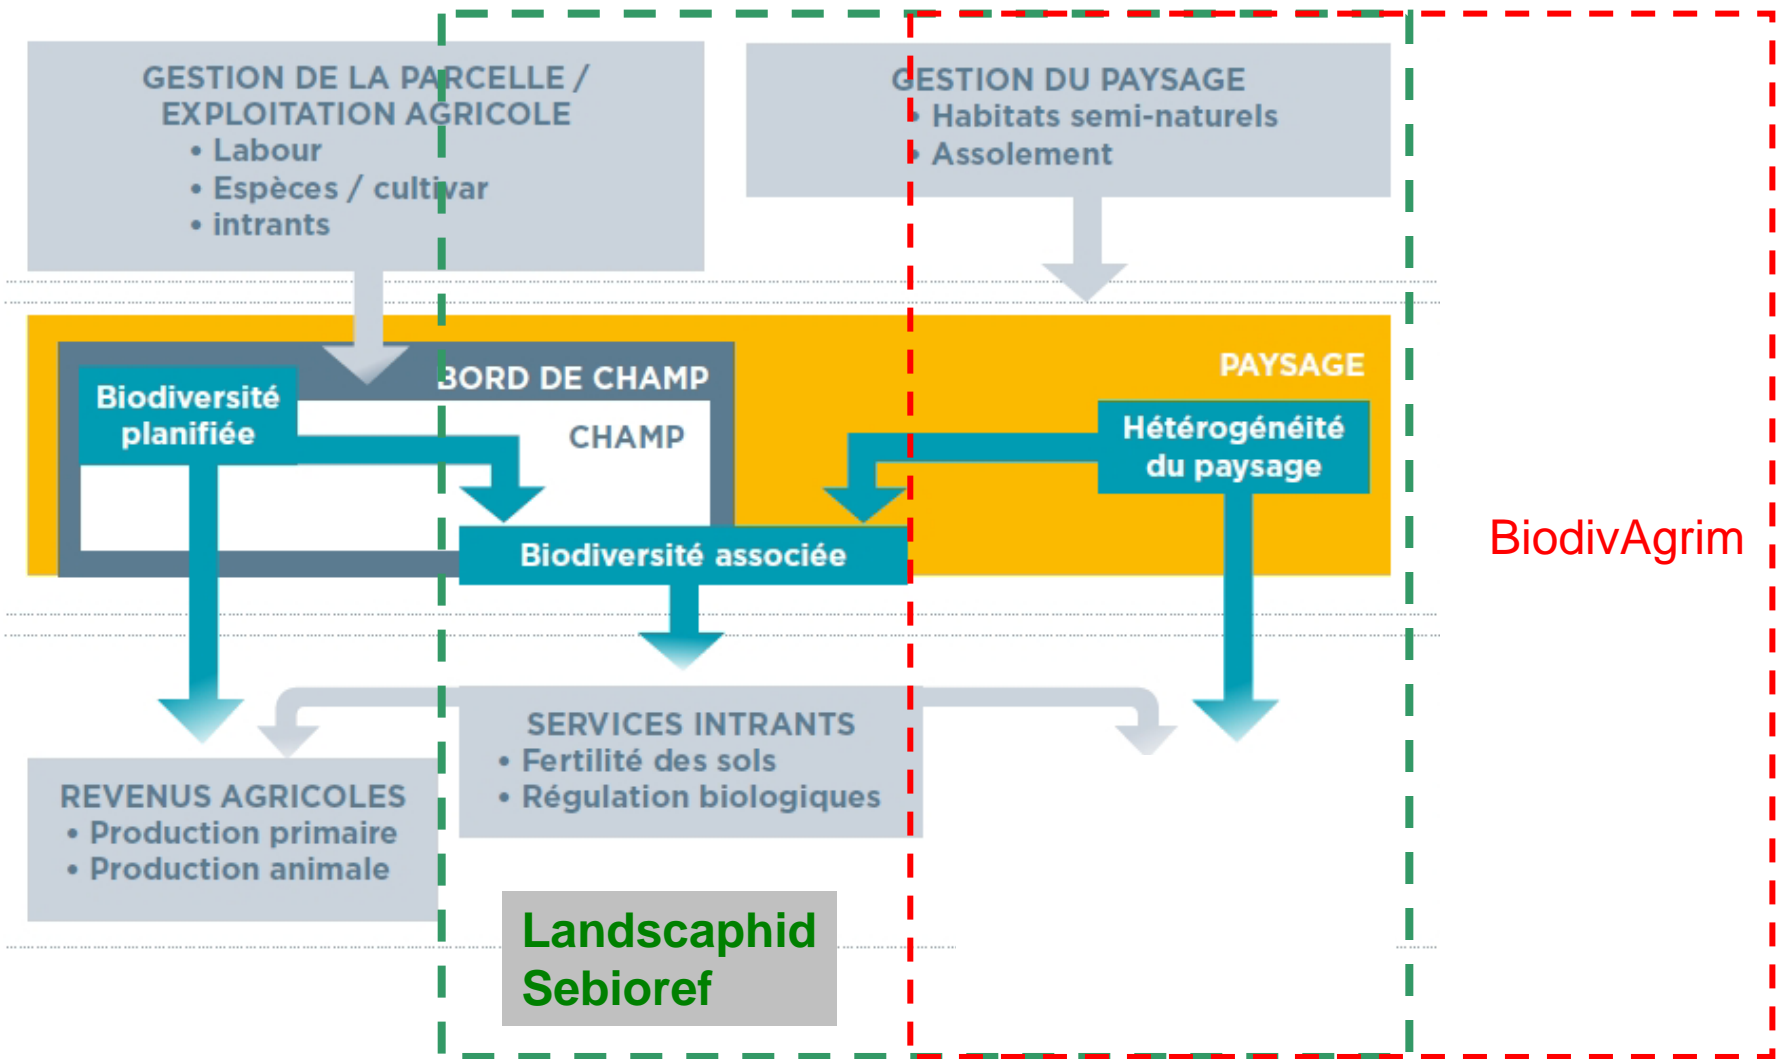 GESTION DE LA PARCELLE /
EXPLOITATION AGRICOLE
• Labour
• Espèces / cultivar
• intrants
GESTION DU PAYSAGE
• Habitats semi-naturels
• Assolement
BORD DE CHAMP
CHAMP
PAYSAGE
Biodiversité
planifiée
Hétérogénéité
du paysage
Biodiversité associée
BiodivAgrim
SERVICES INTRANTS
• Fertilité des sols
• Régulation biologiques
REVENUS AGRICOLES
• Production primaire
• Production animale
Landscaphid
Sebioref